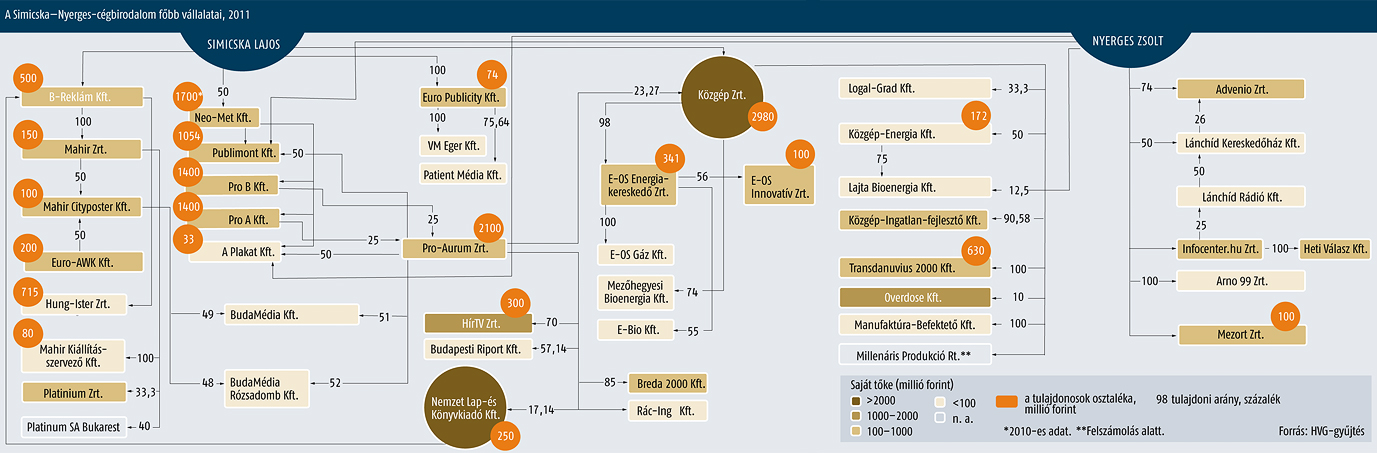 A Simicska—Nyerges-cégbirodalom főbb vállalatai, 2011
SIMICSKA LAJOS
NYERGES ZSOLT
500
B-Reklám Kft.
100
150
Mahir Zrt.
50
100
Mahir Cityposter Kft.
50
200
Euro-AWK Kft.
715
Hung-Ister Zrt.
80
Mahir Kiállítás-
szervező Kft.
100
Platinium Zrt.
33,3
Platinum SA Bukarest
40
50
1700*
Neo-Met Kft.
1054
Publimont Kft.
50
1400
Pro B Kft.
25
1400
Pro A Kft.
25
33
A Plakat Kft.
50
49
BudaMédia Kft.
51
48
BudaMédia
Rózsadomb Kft.
52
100
74
Euro Publicity Kft.
100
75,64
VM Eger Kft.
Patient Média Kft.
2100
Pro-Aurum Zrt.
300
HírTV Zrt.
70
Budapesti Riport Kft.
57,14
Nemzet Lap-és
Könyvkiadó Kft.
17,14
250
85
Breda 2000 Kft.
Rác-Ing Kft.
23,27
Közgép Zrt.
2980
98
341
E-OS Energia-
kereskedő Zrt.
56
100
E-OS
Innovatív Zrt.
100
E-OS Gáz Kft.
Mezőhegyesi
Bioenergia Kft.
74
E-Bio Kft.
55
Logal-Grad Kft.
33,3
172
Közgép-Energia Kft.
50
75
Lajta Bioenergia Kft.
12,5
Közgép-Ingatlan-fejlesztő Kft.
90,58
630
Transdanuvius 2000 Kft.
100
Overdose Kft.
10
Manufaktúra-Befektető Kft.
100
Millenáris Produkció Rt.**
74
Advenio Zrt.
26
50
Lánchíd Kereskedőház Kft.
50
Lánchíd Rádió Kft.
25
Infocenter.hu Zrt.
100
Heti Válasz Kft.
100
Arno 99 Zrt.
100
Mezort Zrt.
Saját tőke (millió forint)
>2000
1000–2000
100–1000
<100
n. a.
a tulajdonosok osztaléka,
millió forint
98 tulajdoni arány, százalék
*2010-es adat. **Felszámolás alatt.
Forrás: HVG-gyűjtés